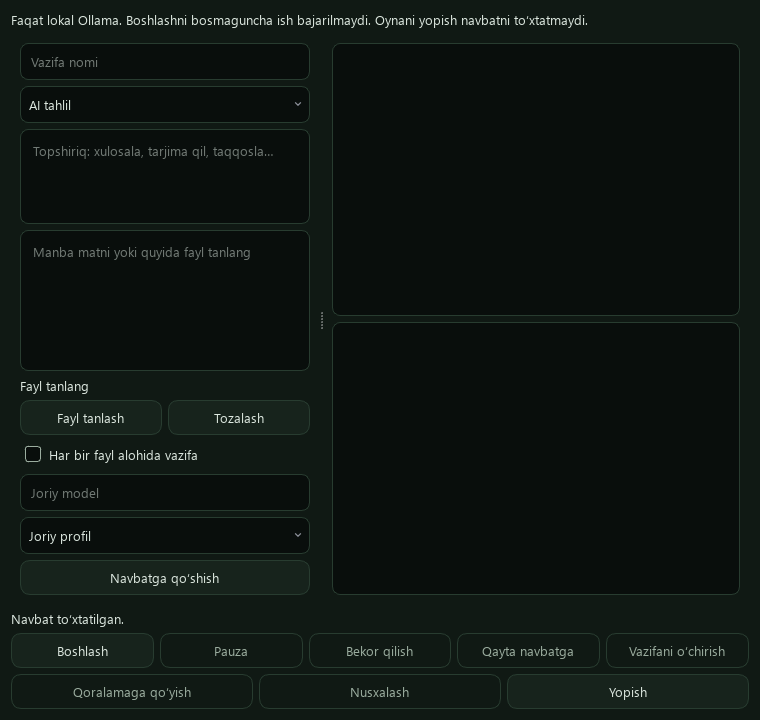 Faqat lokal Ollama. Boshlashni bosmaguncha ish bajarilmaydi. Oynani yopish navbatni to‘xtatmaydi.
Vazifa nomi
AI tahlil
Topshiriq: xulosala, tarjima qil, taqqosla...
Manba matni yoki quyida fayl tanlang
Fayl tanlang
Fayl tanlash
Tozalash
Har bir fayl alohida vazifa
Joriy model
Joriy profil
Navbatga qo‘shish
Navbat to‘xtatilgan.
Boshlash
Pauza
Bekor qilish
Qayta navbatga
Vazifani o‘chirish
Qoralamaga qo‘yish
Nusxalash
Yopish